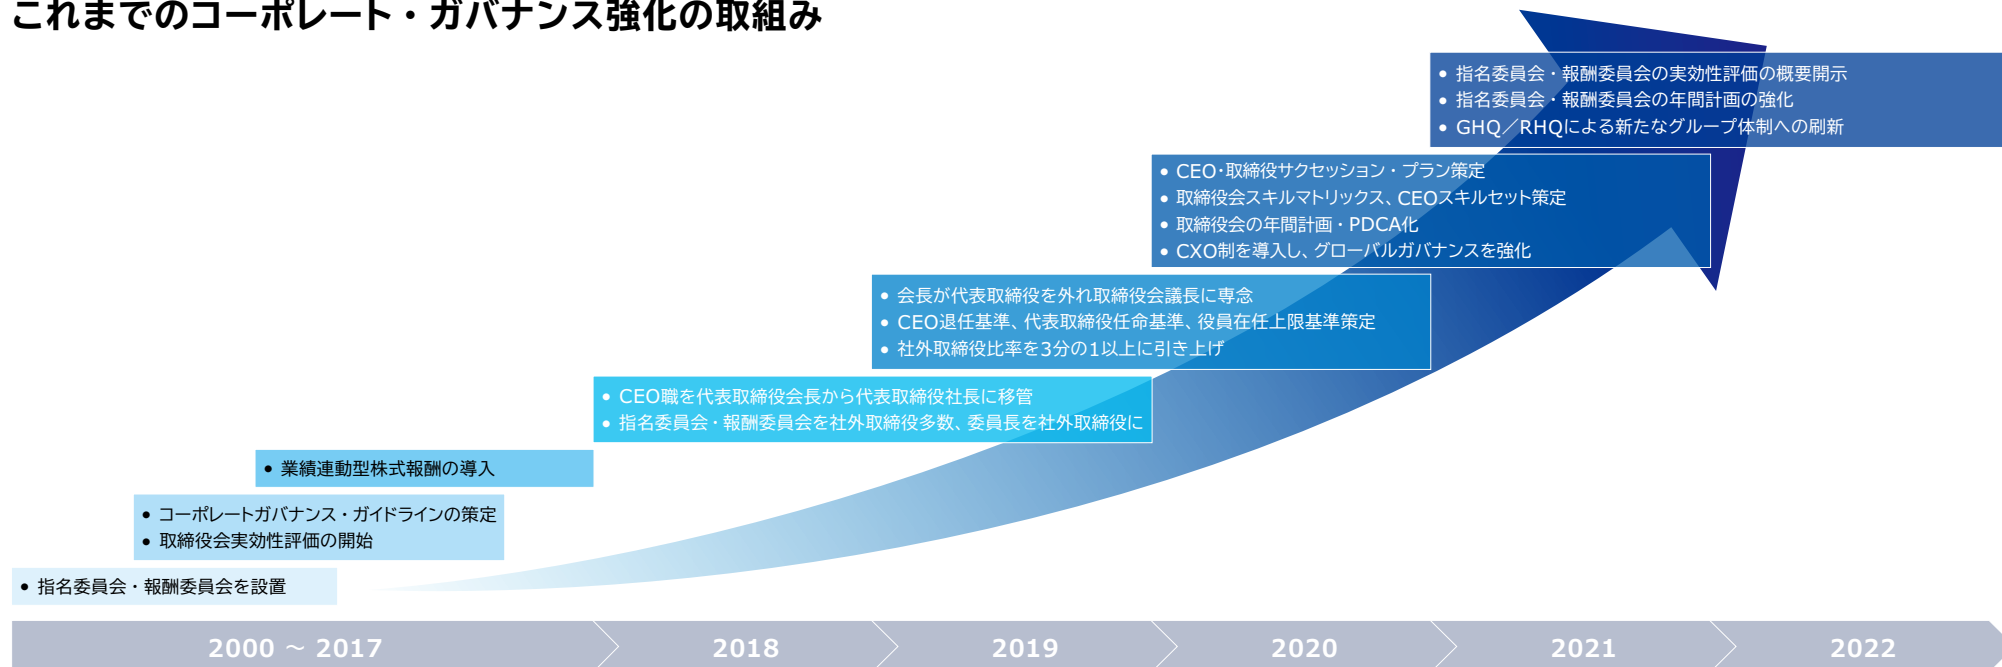 これまでのコーポレート・ガバナンス強化の取組み
• 指名委員会・報酬委員会の実効性評価の概要開示
• 指名委員会・報酬委員会の年間計画の強化
• GHQ／RHQによる新たなグループ体制への刷新
• CEO・取締役サクセッション・プラン策定
• 取締役会スキルマトリックス、CEOスキルセット策定
• 取締役会の年間計画・PDCA化
• CXO制を導入し、グローバルガバナンスを強化
• 会長が代表取締役を外れ取締役会議長に専念
• CEO退任基準、代表取締役任命基準、役員在任上限基準策定
• 社外取締役比率を3分の1以上に引き上げ
• CEO職を代表取締役会長から代表取締役社長に移管
• 指名委員会・報酬委員会を社外取締役多数、委員長を社外取締役に
• 業績連動型株式報酬の導入
• コーポレートガバナンス・ガイドラインの策定
• 取締役会実効性評価の開始
• 指名委員会・報酬委員会を設置
2000 ～ 2017
2018
2019
2020
2021
2022